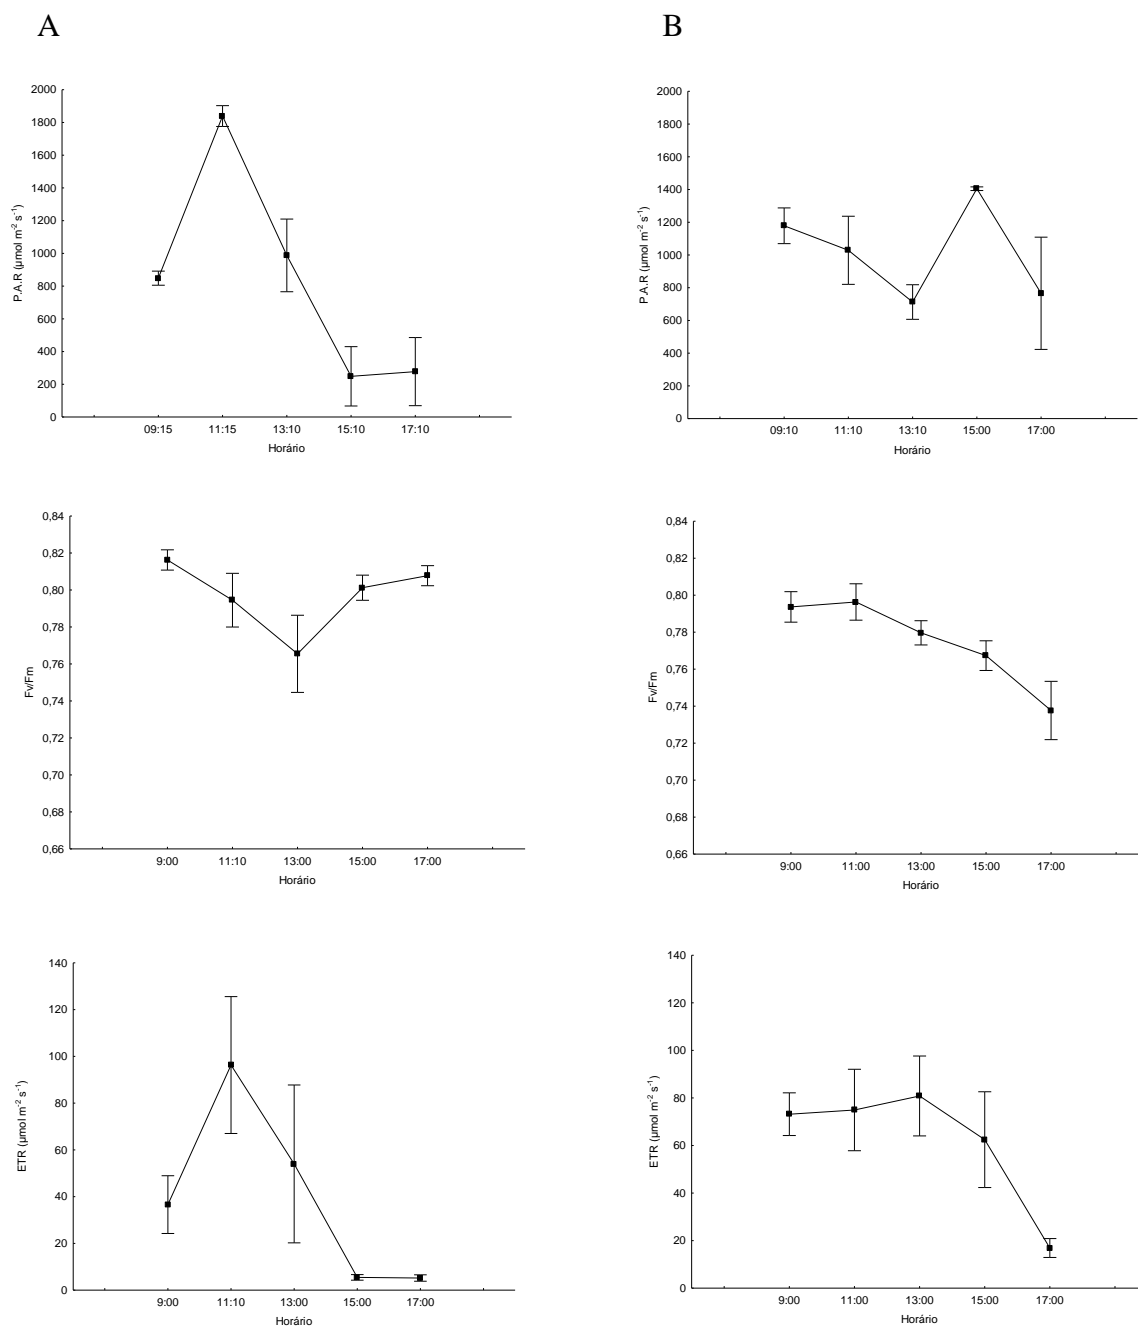 A
B
2000
1800
1600
1400
1200
1000
800
600
400
200
0
P.A.R (µmol m⁻² s⁻¹)
09:15 11:15 13:10 15:10 17:10
Horário
2000
1800
1600
1400
1200
1000
800
600
400
200
0
P.A.R (µmol m⁻² s⁻¹)
09:10 11:10 13:10 15:00 17:00
Horário
0,84
0,82
0,80
0,78
0,76
0,74
0,72
0,70
0,68
0,66
Fv/Fm
9:00 11:10 13:00 15:00 17:00
Horário
0,84
0,82
0,80
0,78
0,76
0,74
0,72
0,70
0,68
0,66
Fv/Fm
9:00 11:00 13:00 15:00 17:00
Horário
140
120
100
80
60
40
20
0
ETR (µmol m⁻² s⁻¹)
9:00 11:10 13:00 15:00 17:00
Horário
140
120
100
80
60
40
20
0
ETR (µmol m⁻² s⁻¹)
9:00 11:00 13:00 15:00 17:00
Horário